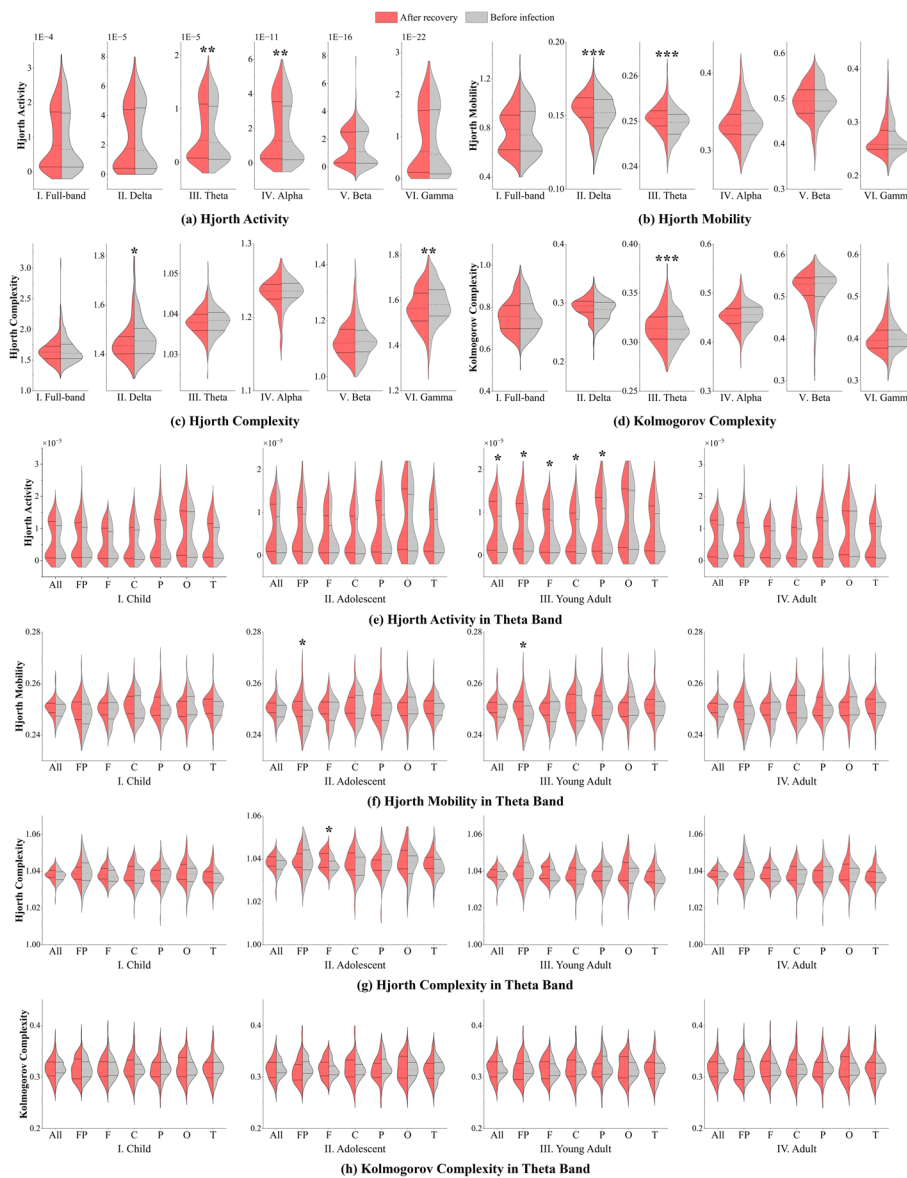 After recovery Before infection
1E−4 1E−5 1E−5 1E−11 1E−16 1E−22
** ** *** ***
Hjorth Activity
3 2 1 0
8 6 4 2 0
2 1 0
6 4 2 0
8 6 4 2 0
2 1 0
I. Full-band II. Delta III. Theta IV. Alpha V. Beta VI. Gamma
(a) Hjorth Activity
Hjorth Mobility
1.2 0.8 0.4
0.20 0.15 0.10
0.26 0.25 0.24
0.4 0.3
0.6 0.5 0.4 0.3
0.4 0.3 0.2
I. Full-band II. Delta III. Theta IV. Alpha V. Beta VI. Gamma
(b) Hjorth Mobility
* ** ***
Hjorth Complexity
3.0 2.5 2.0 1.5 1.0
1.8 1.6 1.4
1.05 1.04 1.03
1.3 1.2 1.1
1.4 1.2 1.0
1.8 1.6 1.4 1.2
I. Full-band II. Delta III. Theta IV. Alpha V. Beta VI. Gamma
(c) Hjorth Complexity
Kolmogorov Complexity
1.0 0.8 0.6 0.4
0.4 0.3 0.2
0.36 0.33 0.30 0.27
0.6 0.5 0.4 0.3
0.6 0.5 0.4 0.3
0.6 0.5 0.4 0.3
I. Full-band II. Delta III. Theta IV. Alpha V. Beta VI. Gamma
(d) Kolmogorov Complexity
×10⁻⁵ ×10⁻⁵ ×10⁻⁵ ×10⁻⁵
* * * * *
Hjorth Activity
3 2 1 0
2 1 0
2 1 0
3 2 1 0
All FP F C P O T All FP F C P O T All FP F C P O T All FP F C P O T
I. Child II. Adolescent III. Young Adult IV. Adult
(e) Hjorth Activity in Theta Band
* *
Hjorth Mobility
0.28 0.26 0.24
0.28 0.26 0.24
0.28 0.26 0.24
0.28 0.26 0.24
All FP F C P O T All FP F C P O T All FP F C P O T All FP F C P O T
I. Child II. Adolescent III. Young Adult IV. Adult
(f) Hjorth Mobility in Theta Band
*
Hjorth Complexity
1.06 1.04 1.02 1.00
1.06 1.04 1.02 1.00
1.06 1.04 1.02 1.00
1.06 1.04 1.02 1.00
All FP F C P O T All FP F C P O T All FP F C P O T All FP F C P O T
I. Child II. Adolescent III. Young Adult IV. Adult
(g) Hjorth Complexity in Theta Band
Kolmogorov Complexity
0.4 0.3 0.2
0.4 0.3 0.2
0.4 0.3 0.2
0.4 0.3 0.2
All FP F C P O T All FP F C P O T All FP F C P O T All FP F C P O T
I. Child II. Adolescent III. Young Adult IV. Adult
(h) Kolmogorov Complexity in Theta Band